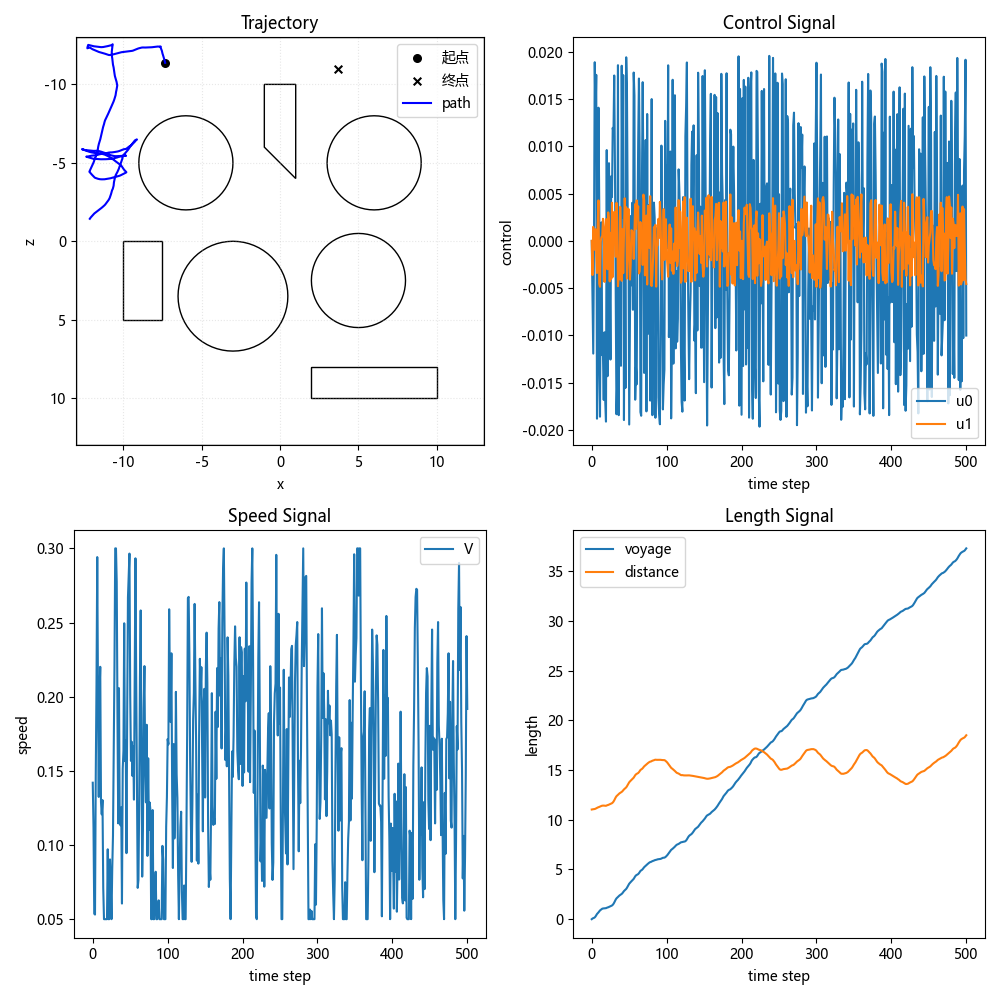 Trajectory
起点
终点
path
z
-10
-5
0
5
10
-10
-5
0
5
10
x
Control Signal
control
0.020
0.015
0.010
0.005
0.000
-0.005
-0.010
-0.015
-0.020
u0
u1
0
100
200
300
400
500
time step
Speed Signal
V
speed
0.30
0.25
0.20
0.15
0.10
0.05
0
100
200
300
400
500
time step
Length Signal
voyage
distance
length
35
30
25
20
15
10
5
0
0
100
200
300
400
500
time step